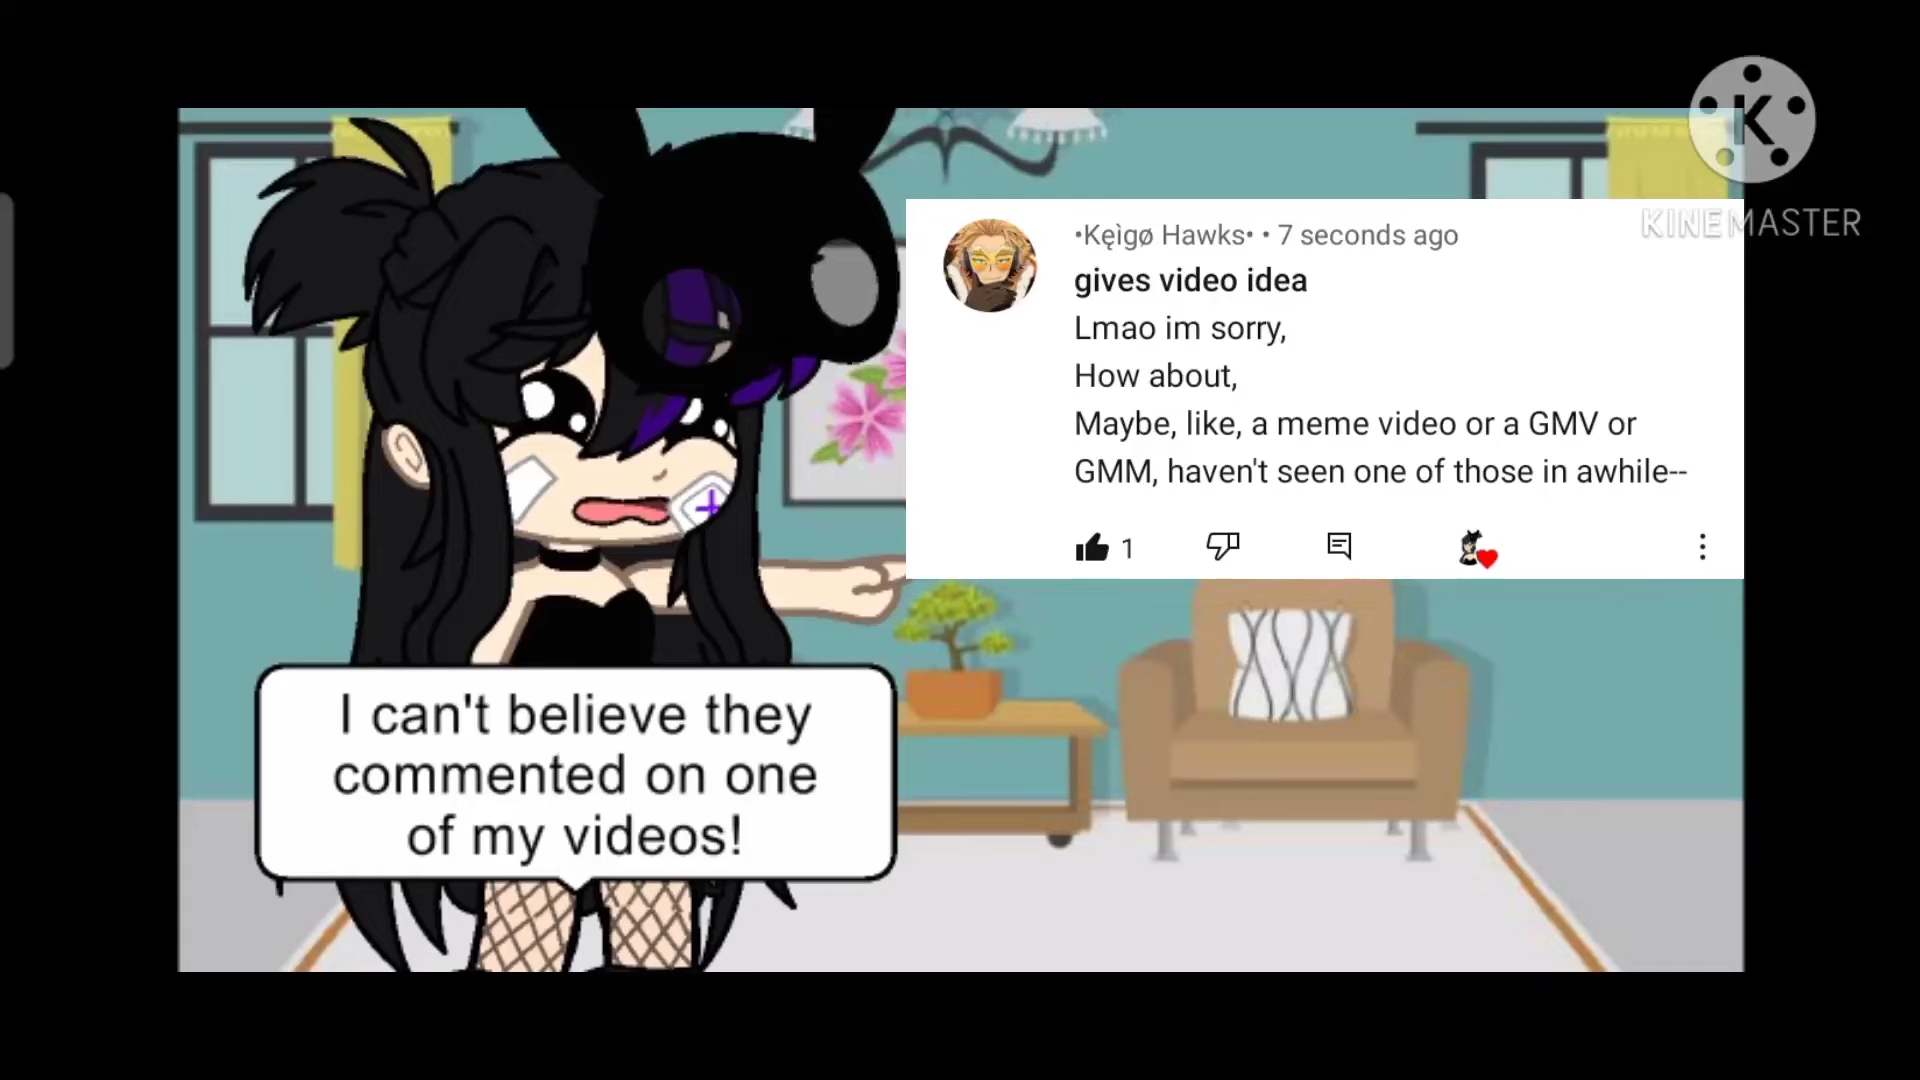 K
KINEMASTER
•Kęìgø Hawks• • 7 seconds ago
gives video idea
Lmao im sorry,
How about,
Maybe, like, a meme video or a GMV or
GMM, haven't seen one of those in awhile--
1
I can't believe they
commented on one
of my videos!